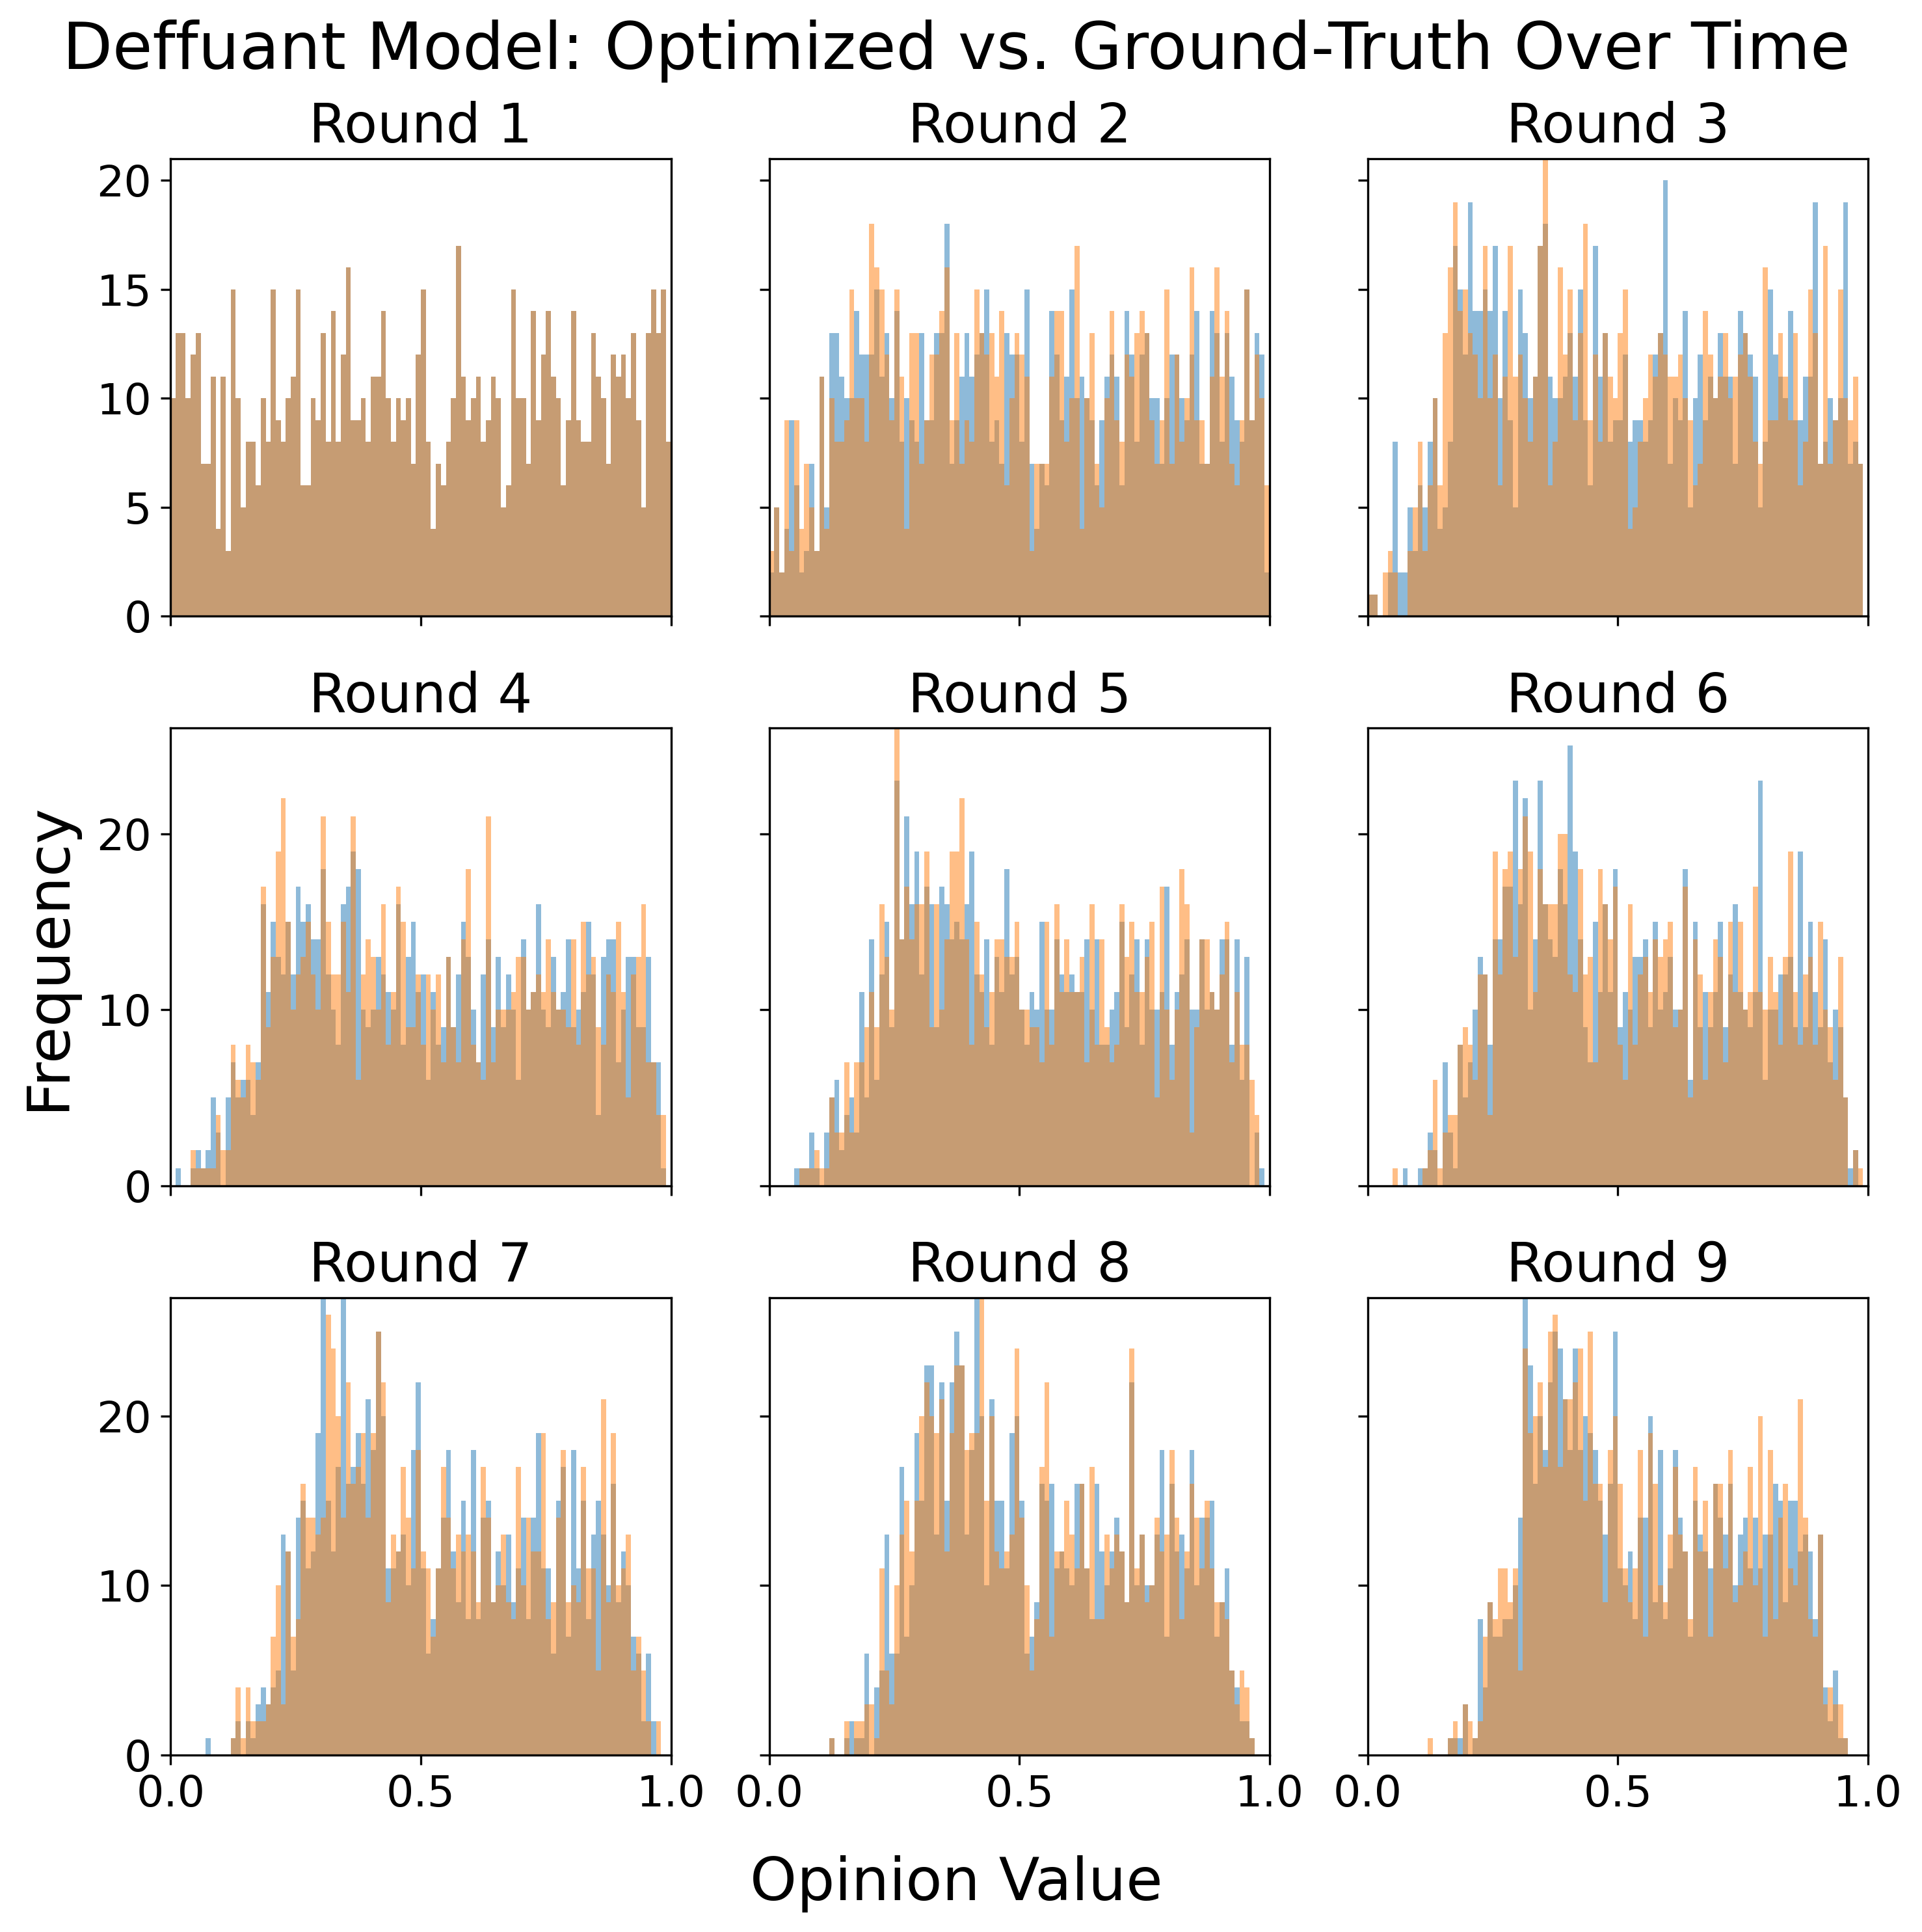 Deffuant Model: Optimized vs. Ground-Truth Over Time
Round 1
Round 2
Round 3
20
15
10
5
0
Round 4
Round 5
Round 6
Frequency
20
10
0
Round 7
Round 8
Round 9
20
10
0
0.0 0.5 1.0 0.0 0.5 1.0 0.0 0.5 1.0
Opinion Value